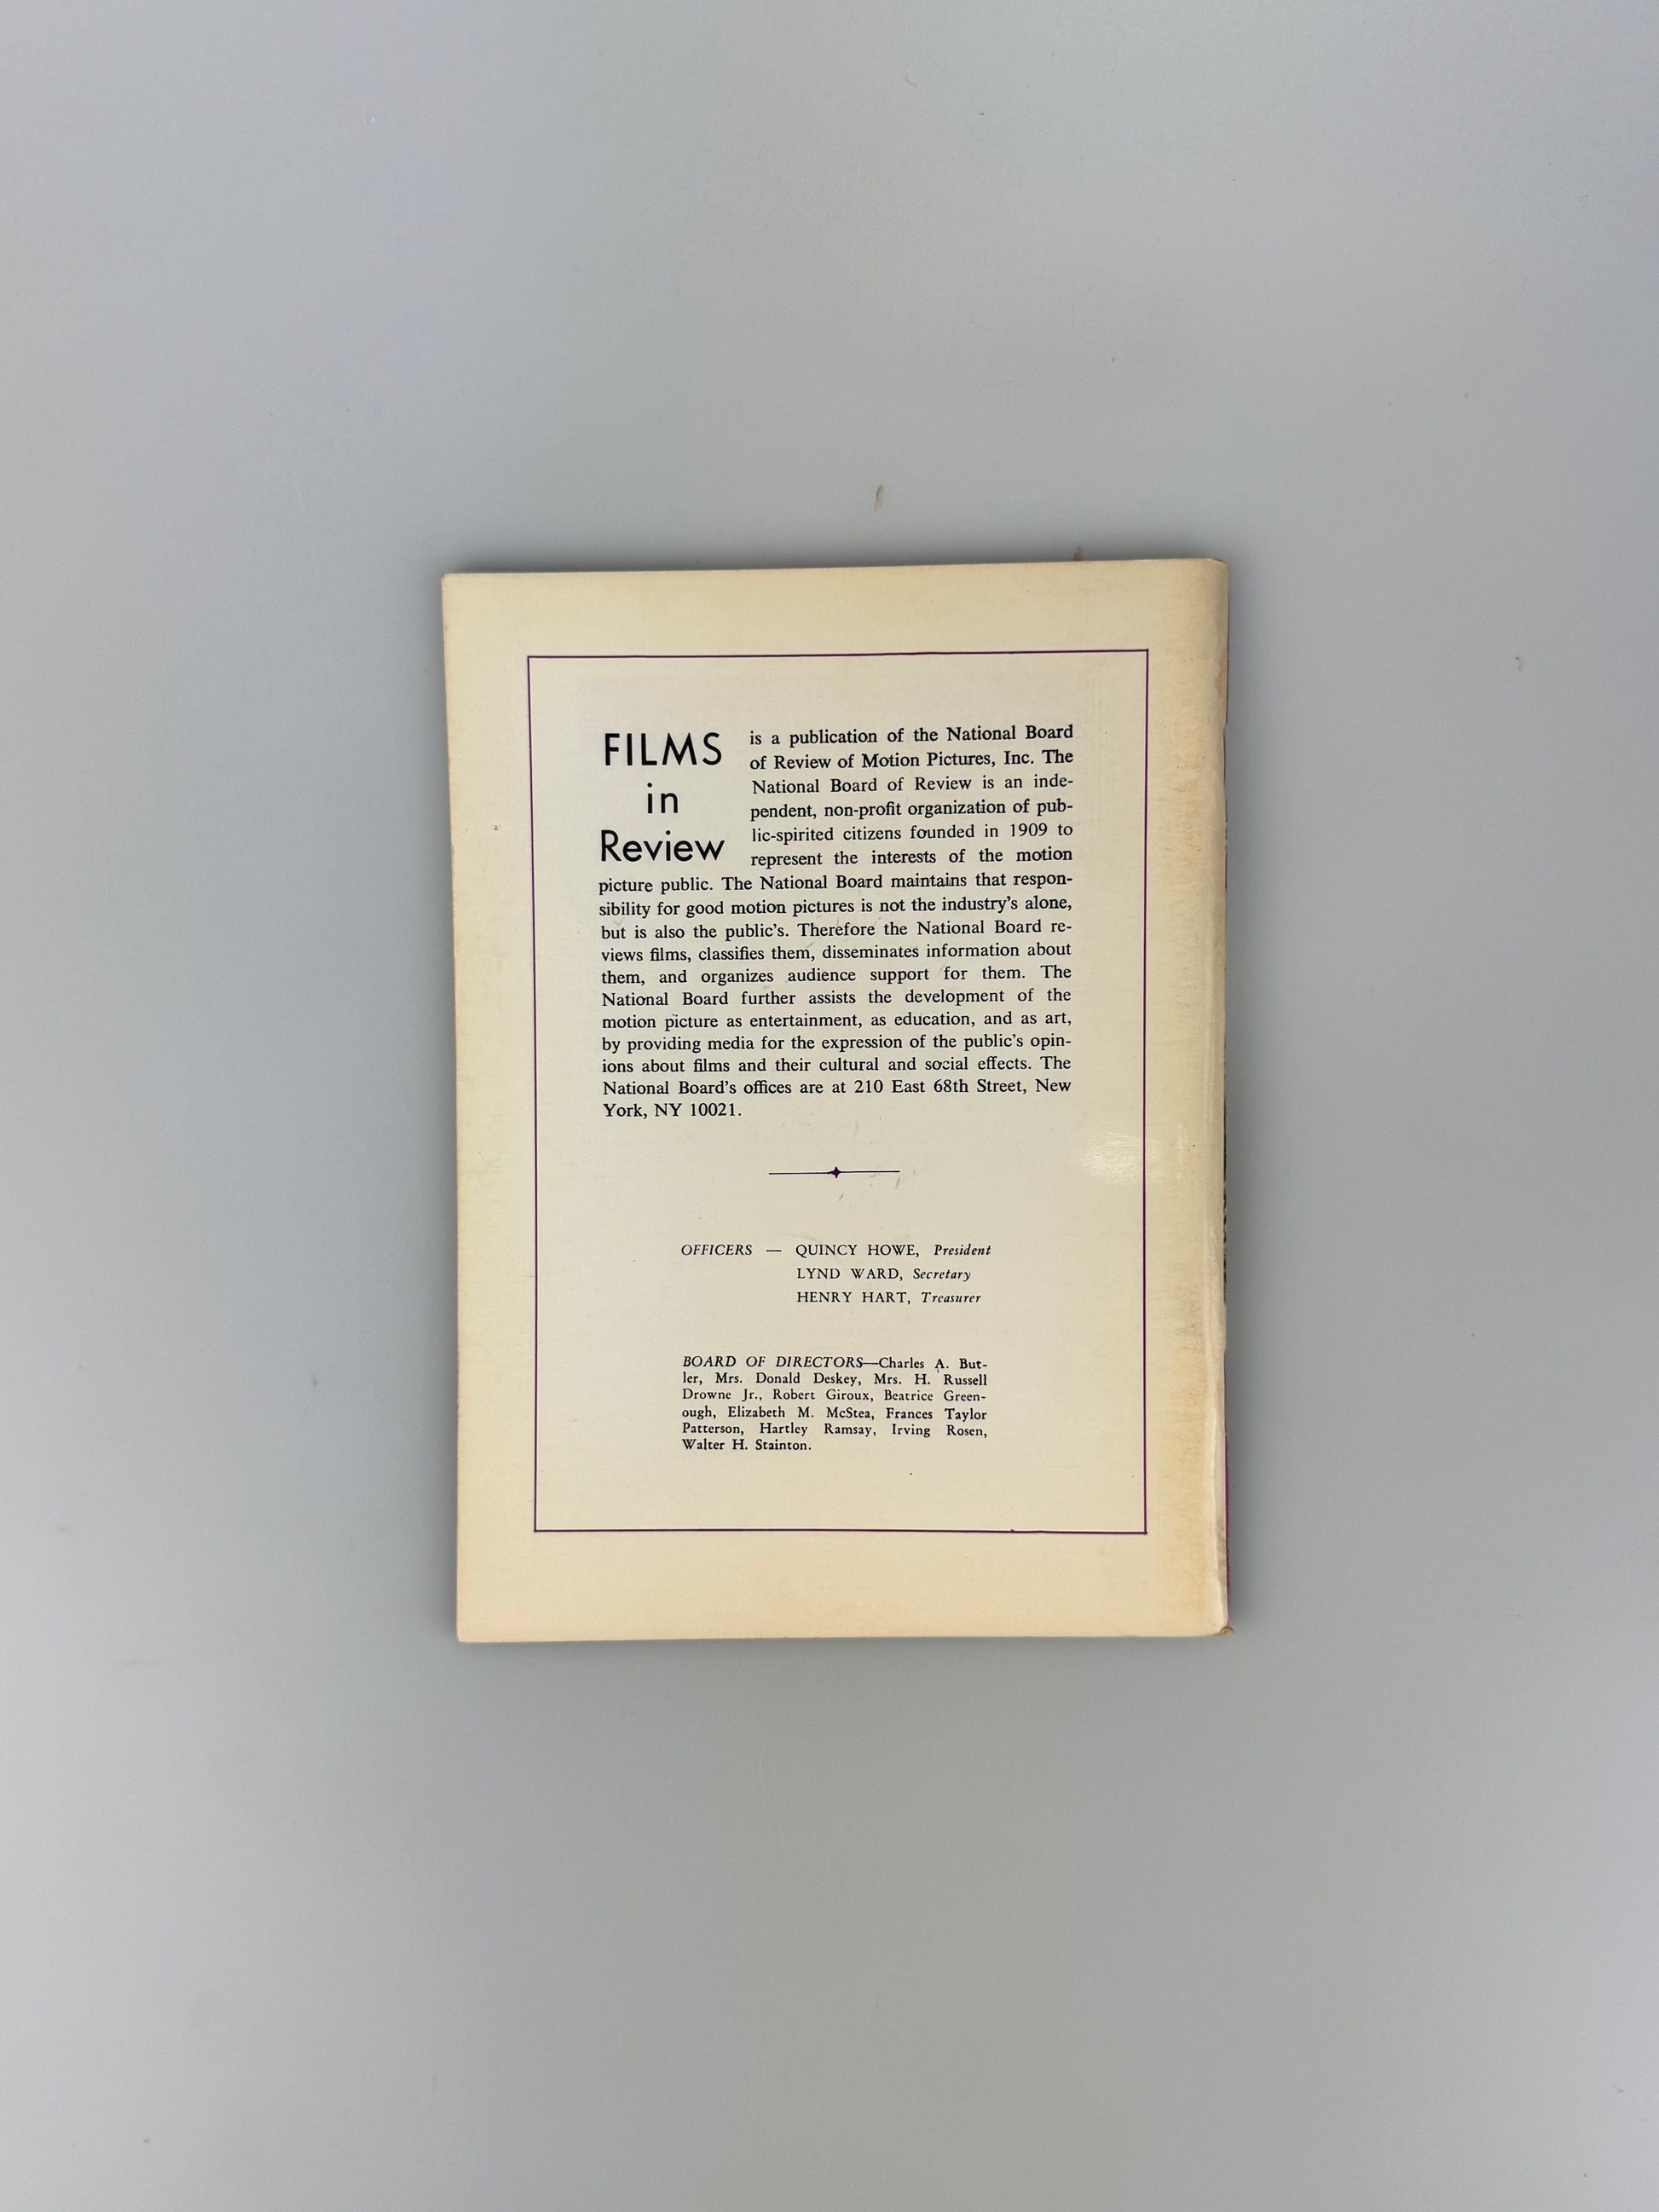 FILMS
in
Review
is a publication of the National Board
of Review of Motion Pictures, Inc. The
National Board of Review is an inde-
pendent, non-profit organization of pub-
lic-spirited citizens founded in 1909 to
represent the interests of the motion
picture public. The National Board maintains that respon-
sibility for good motion pictures is not the industry's alone,
but is also the public's. Therefore the National Board re-
views films, classifies them, disseminates information about
them, and organizes audience support for them. The
National Board further assists the development of the
motion picture as entertainment, as education, and as art,
by providing media for the expression of the public's opin-
ions about films and their cultural and social effects. The
National Board's offices are at 210 East 68th Street, New
York, NY 10021.
OFFICERS — QUINCY HOWE, President
LYND WARD, Secretary
HENRY HART, Treasurer
BOARD OF DIRECTORS—Charles A. But-
ler, Mrs. Donald Deskey, Mrs. H. Russell
Drowne Jr., Robert Giroux, Beatrice Green-
ough, Elizabeth M. McStea, Frances Taylor
Patterson, Hartley Ramsay, Irving Rosen,
Walter H. Stainton.